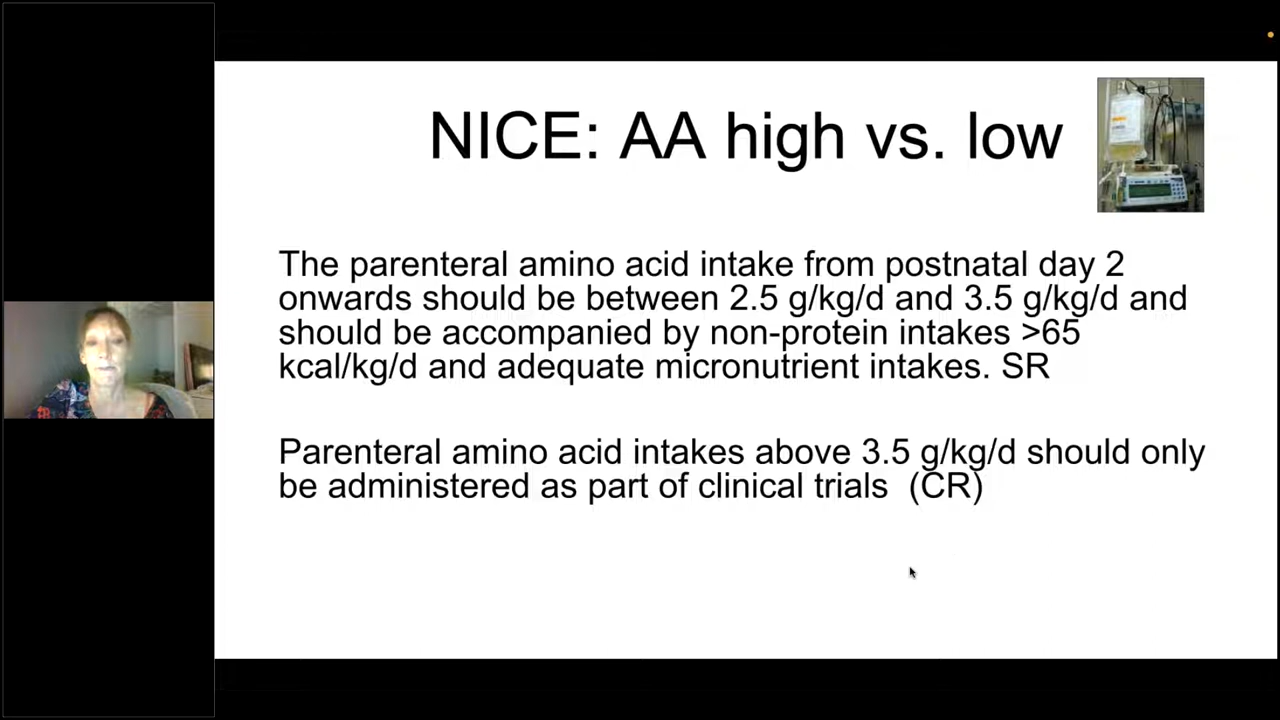 NICE: AA high vs. low
The parenteral amino acid intake from postnatal day 2
onwards should be between 2.5 g/kg/d and 3.5 g/kg/d and
should be accompanied by non-protein intakes >65
kcal/kg/d and adequate micronutrient intakes. SR
Parenteral amino acid intakes above 3.5 g/kg/d should only
be administered as part of clinical trials  (CR)